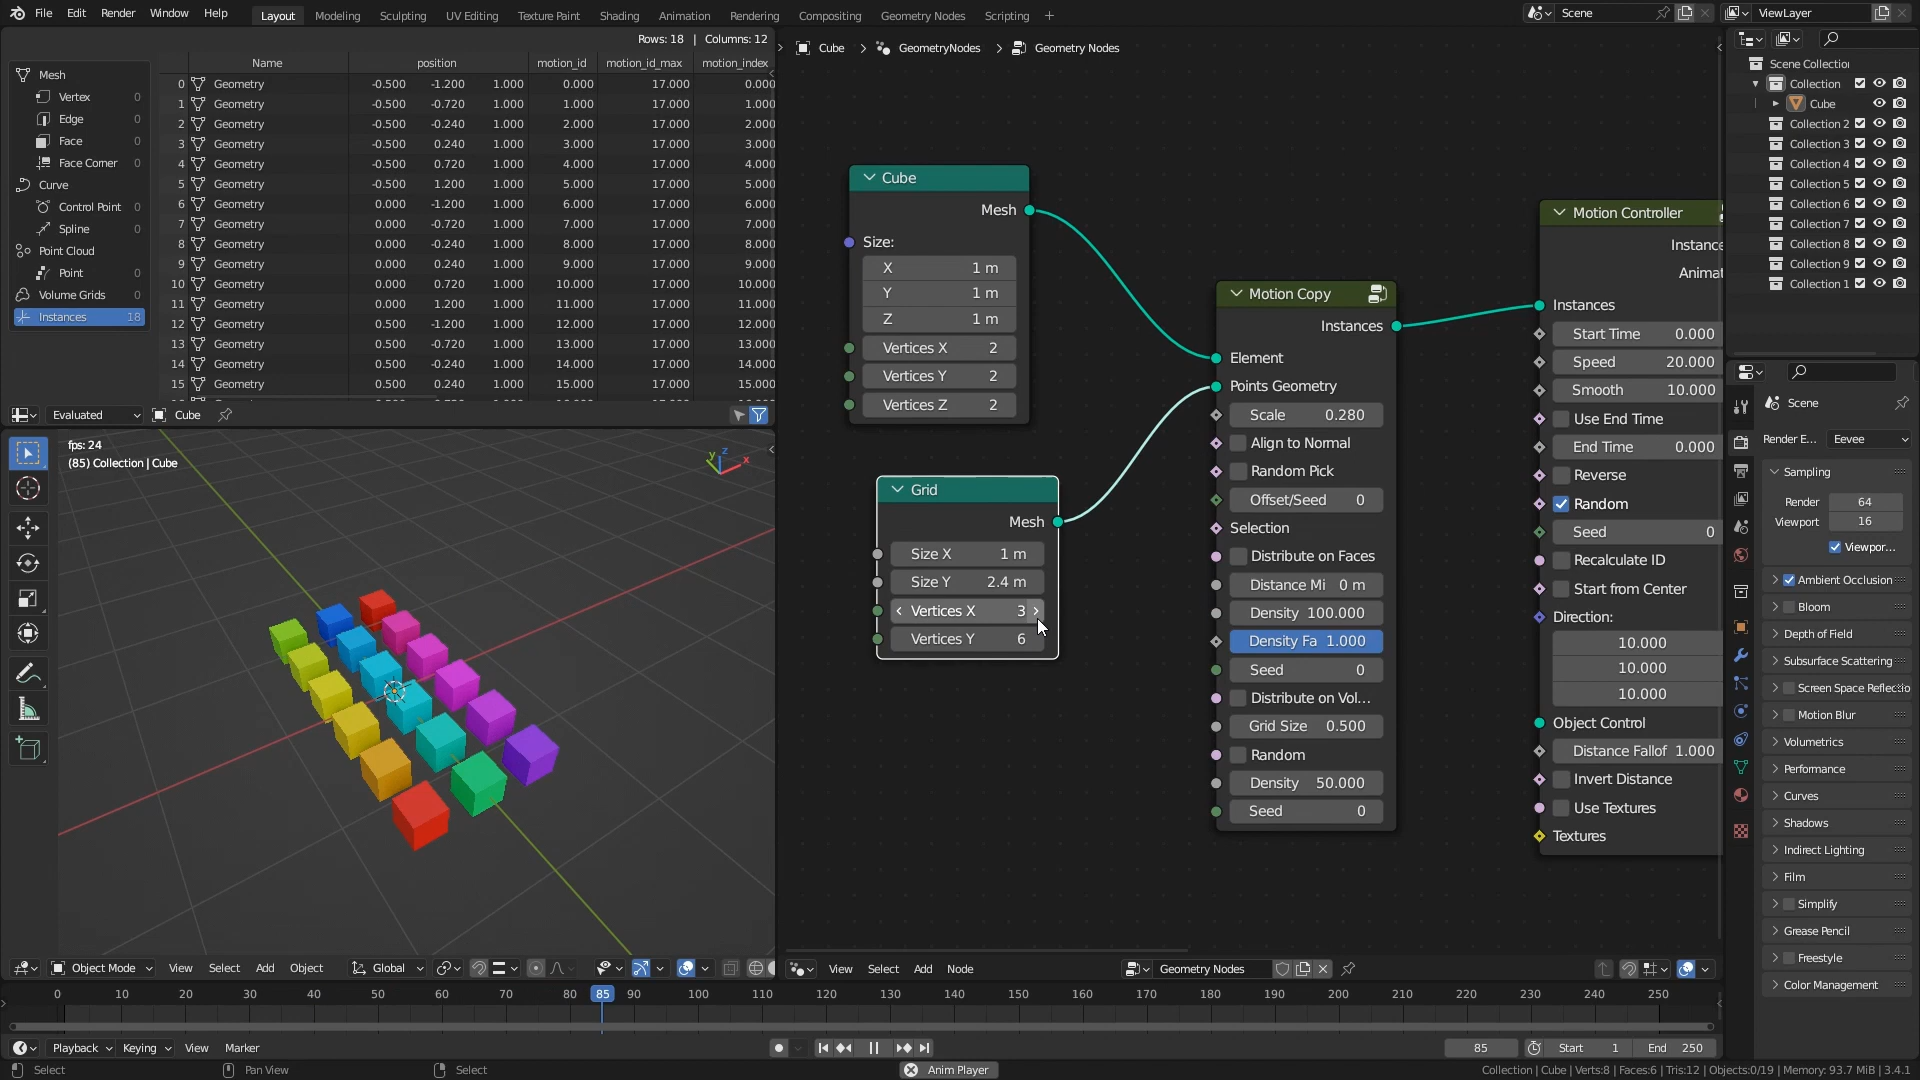 File Edit Render Window Help Layout Modeling Sculpting UV Editing Texture Paint Shading Animation Rendering Compositing Geometry Nodes Scripting Scene ViewLayer
Rows: 18 | Columns: 12
Name position motion_id motion_id_max motion_index
0 Geometry -0.500 -1.200 1.000 0.000 17.000 0.000
1 Geometry -0.500 -0.720 1.000 1.000 17.000 1.000
2 Geometry -0.500 -0.240 1.000 2.000 17.000 2.000
3 Geometry -0.500 0.240 1.000 3.000 17.000 3.000
4 Geometry -0.500 0.720 1.000 4.000 17.000 4.000
5 Geometry -0.500 1.200 1.000 5.000 17.000 5.000
6 Geometry 0.000 -1.200 1.000 6.000 17.000 6.000
7 Geometry 0.000 -0.720 1.000 7.000 17.000 7.000
8 Geometry 0.000 -0.240 1.000 8.000 17.000 8.000
9 Geometry 0.000 0.240 1.000 9.000 17.000 9.000
10 Geometry 0.000 0.720 1.000 10.000 17.000 10.000
11 Geometry 0.000 1.200 1.000 11.000 17.000 11.000
12 Geometry 0.500 -1.200 1.000 12.000 17.000 12.000
13 Geometry 0.500 -0.720 1.000 13.000 17.000 13.000
14 Geometry 0.500 -0.240 1.000 14.000 17.000 14.000
15 Geometry 0.500 0.240 1.000 15.000 17.000 15.000
Mesh
Vertex 0
Edge 0
Face 0
Face Corner 0
Curve
Control Point 0
Spline 0
Point Cloud
Point 0
Volume Grids 0
Instances 18
Evaluated Cube
fps: 24
(85) Collection | Cube
y z x
Object Mode View Select Add Object Global
Cube > GeometryNodes > Geometry Nodes
Cube
Mesh
Size:
X 1 m
Y 1 m
Z 1 m
Vertices X 2
Vertices Y 2
Vertices Z 2
Grid
Mesh
Size X 1 m
Size Y 2.4 m
Vertices X 3
Vertices Y 6
Motion Copy
Instances
Element
Points Geometry
Scale 0.280
Align to Normal
Random Pick
Offset/Seed 0
Selection
Distribute on Faces
Distance Mi 0 m
Density 100.000
Density Fa 1.000
Seed 0
Distribute on Vol...
Grid Size 0.500
Random
Density 50.000
Seed 0
Motion Controller
Instance
Animat
Instances
Start Time 0.000
Speed 20.000
Smooth 10.000
Use End Time
End Time 0.000
Reverse
Random
Seed 0
Recalculate ID
Start from Center
Direction:
10.000
10.000
10.000
Object Control
Distance Fallof 1.000
Invert Distance
Use Textures
Textures
View Select Add Node Geometry Nodes
Scene Collection
Collection
Cube
Collection 2
Collection 3
Collection 4
Collection 5
Collection 6
Collection 7
Collection 8
Collection 9
Collection 1
Scene
Render E... Eevee
Sampling
Render 64
Viewport 16
Viewpor...
Ambient Occlusion
Bloom
Depth of Field
Subsurface Scattering
Screen Space Reflectio
Motion Blur
Volumetrics
Performance
Curves
Shadows
Indirect Lighting
Film
Simplify
Grease Pencil
Freestyle
Color Management
0 10 20 30 40 50 60 70 80 85 90 100 110 120 130 140 150 160 170 180 190 200 210 220 230 240 250
Playback Keying View Marker 85 Start 1 End 250
Select Pan View Select Anim Player Collection | Cube | Verts:8 | Faces:6 | Tris:12 | Objects:0/19 | Memory: 93.7 MiB | 3.4.1